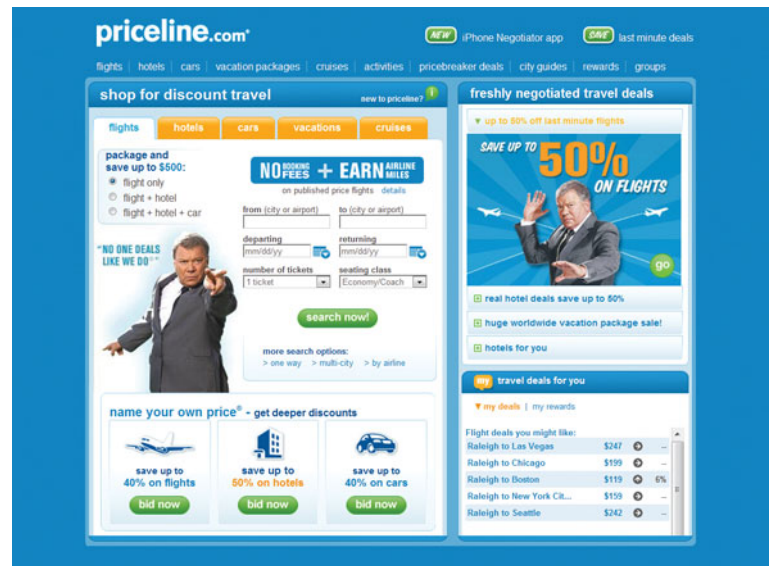 priceline.com
NEW iPhone Negotiator app SAVE last minute deals
flights hotels cars vacation packages cruises activities pricebreaker deals city guides rewards groups
shop for discount travel
new to priceline? i
flights hotels cars vacations cruises
package and
save up to $500:
flight only
flight + hotel
flight + hotel + car
NO BOOKING FEES + EARN AIRLINE MILES
on published price flights details
from (city or airport) to (city or airport)
departing returning
mm/dd/yy mm/dd/yy
number of tickets seating class
1 ticket Economy/Coach
search now!
more search options:
> one way > multi-city > by airline
"NO ONE DEALS
LIKE WE DO"
name your own price® - get deeper discounts
save up to
40% on flights
bid now
save up to
50% on hotels
bid now
save up to
40% on cars
bid now
freshly negotiated travel deals
up to 50% off last minute flights
SAVE UP TO
50%
ON FLIGHTS
go
real hotel deals save up to 50%
huge worldwide vacation package sale!
hotels for you
my travel deals for you
my deals | my rewards
Flight deals you might like:
Raleigh to Las Vegas $247 --
Raleigh to Chicago $199 --
Raleigh to Boston $119 6%
Raleigh to New York Cit... $159 --
Raleigh to Seattle $242 --